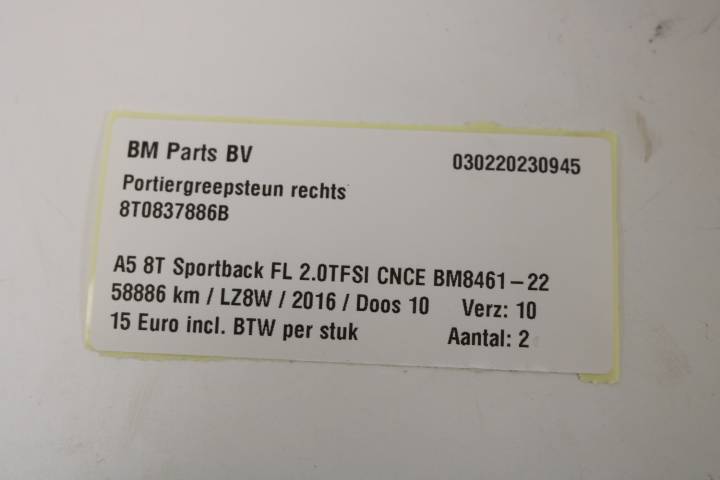 BM Parts BV 030220230945
Portiergreepsteun rechts
8T0837886B
A5 8T Sportback FL 2.0TFSI CNCE BM8461-22
58886 km / LZ8W / 2016 / Doos 10 Verz: 10
15 Euro incl. BTW per stuk Aantal: 2